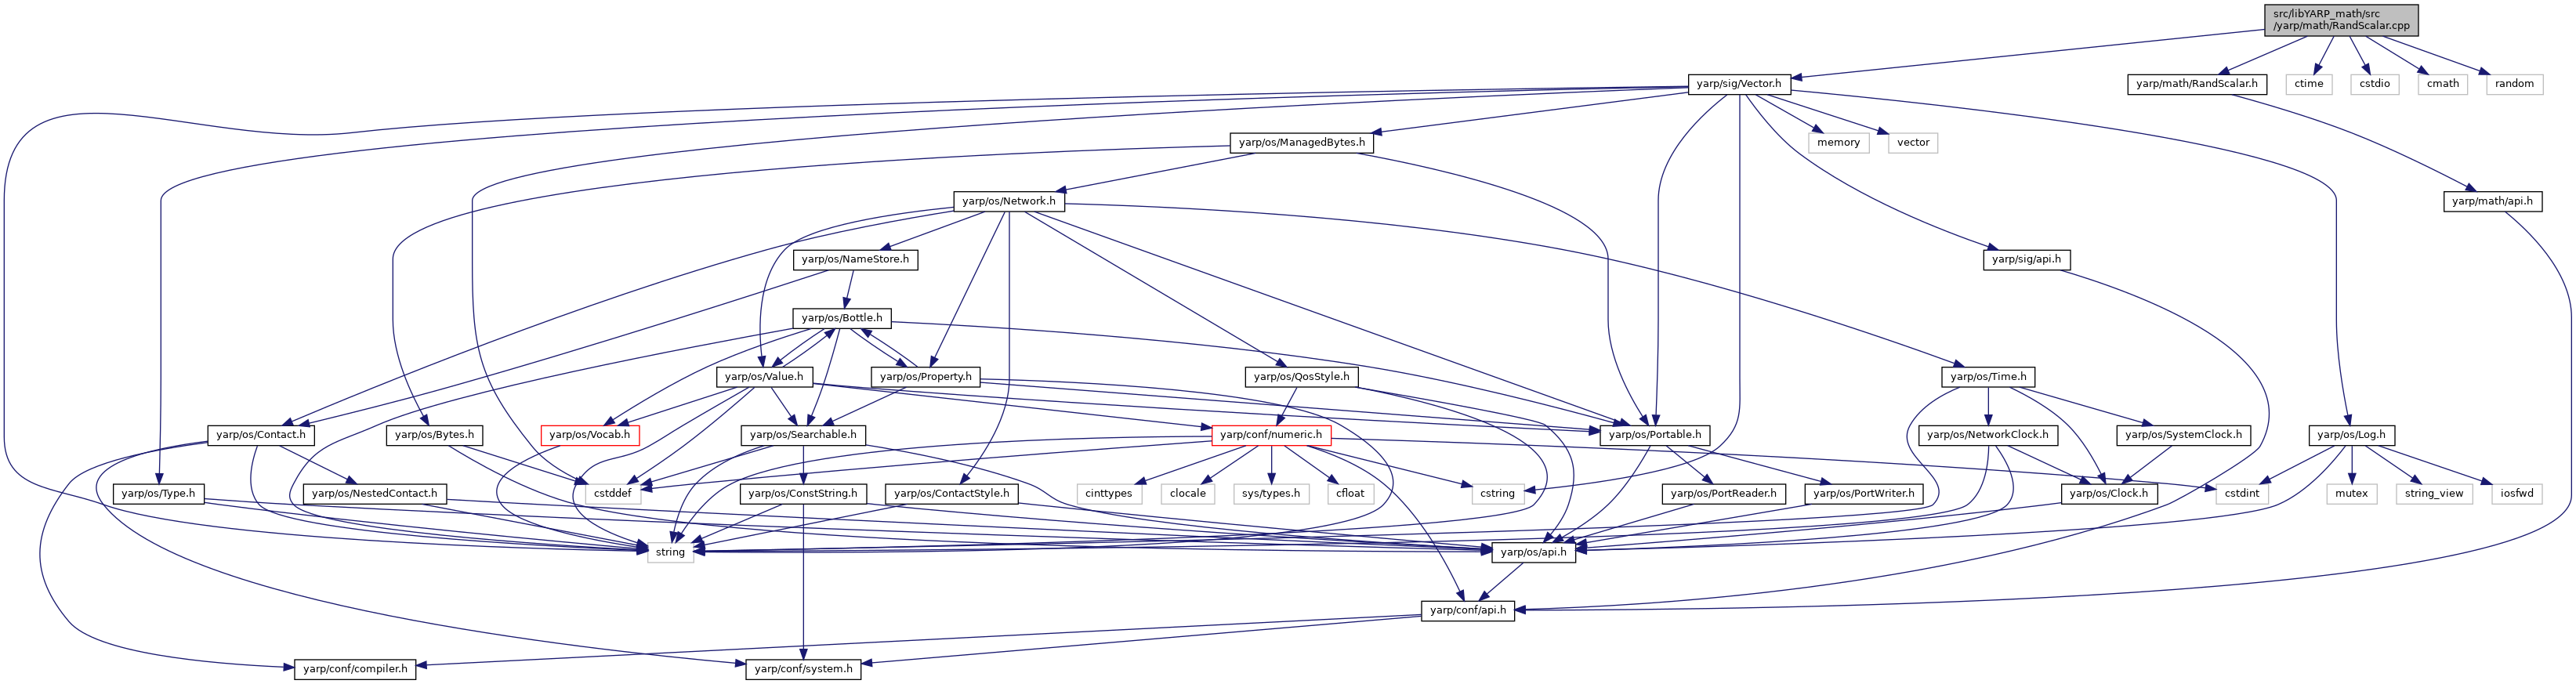 src/libYARP_math/src
/yarp/math/RandScalar.cpp
yarp/sig/Vector.h
yarp/math/RandScalar.h
ctime
cstdio
cmath
random
yarp/os/ManagedBytes.h
memory
vector
yarp/os/Network.h
yarp/math/api.h
yarp/os/NameStore.h
yarp/sig/api.h
yarp/os/Bottle.h
yarp/os/Value.h
yarp/os/Property.h
yarp/os/QosStyle.h
yarp/os/Time.h
yarp/os/Contact.h
yarp/os/Bytes.h
yarp/os/Vocab.h
yarp/os/Searchable.h
yarp/conf/numeric.h
yarp/os/Portable.h
yarp/os/NetworkClock.h
yarp/os/SystemClock.h
yarp/os/Log.h
yarp/os/Type.h
yarp/os/NestedContact.h
cstddef
yarp/os/ConstString.h
yarp/os/ContactStyle.h
cinttypes
clocale
sys/types.h
cfloat
cstring
yarp/os/PortReader.h
yarp/os/PortWriter.h
yarp/os/Clock.h
cstdint
mutex
string_view
iosfwd
string
yarp/os/api.h
yarp/conf/api.h
yarp/conf/compiler.h
yarp/conf/system.h